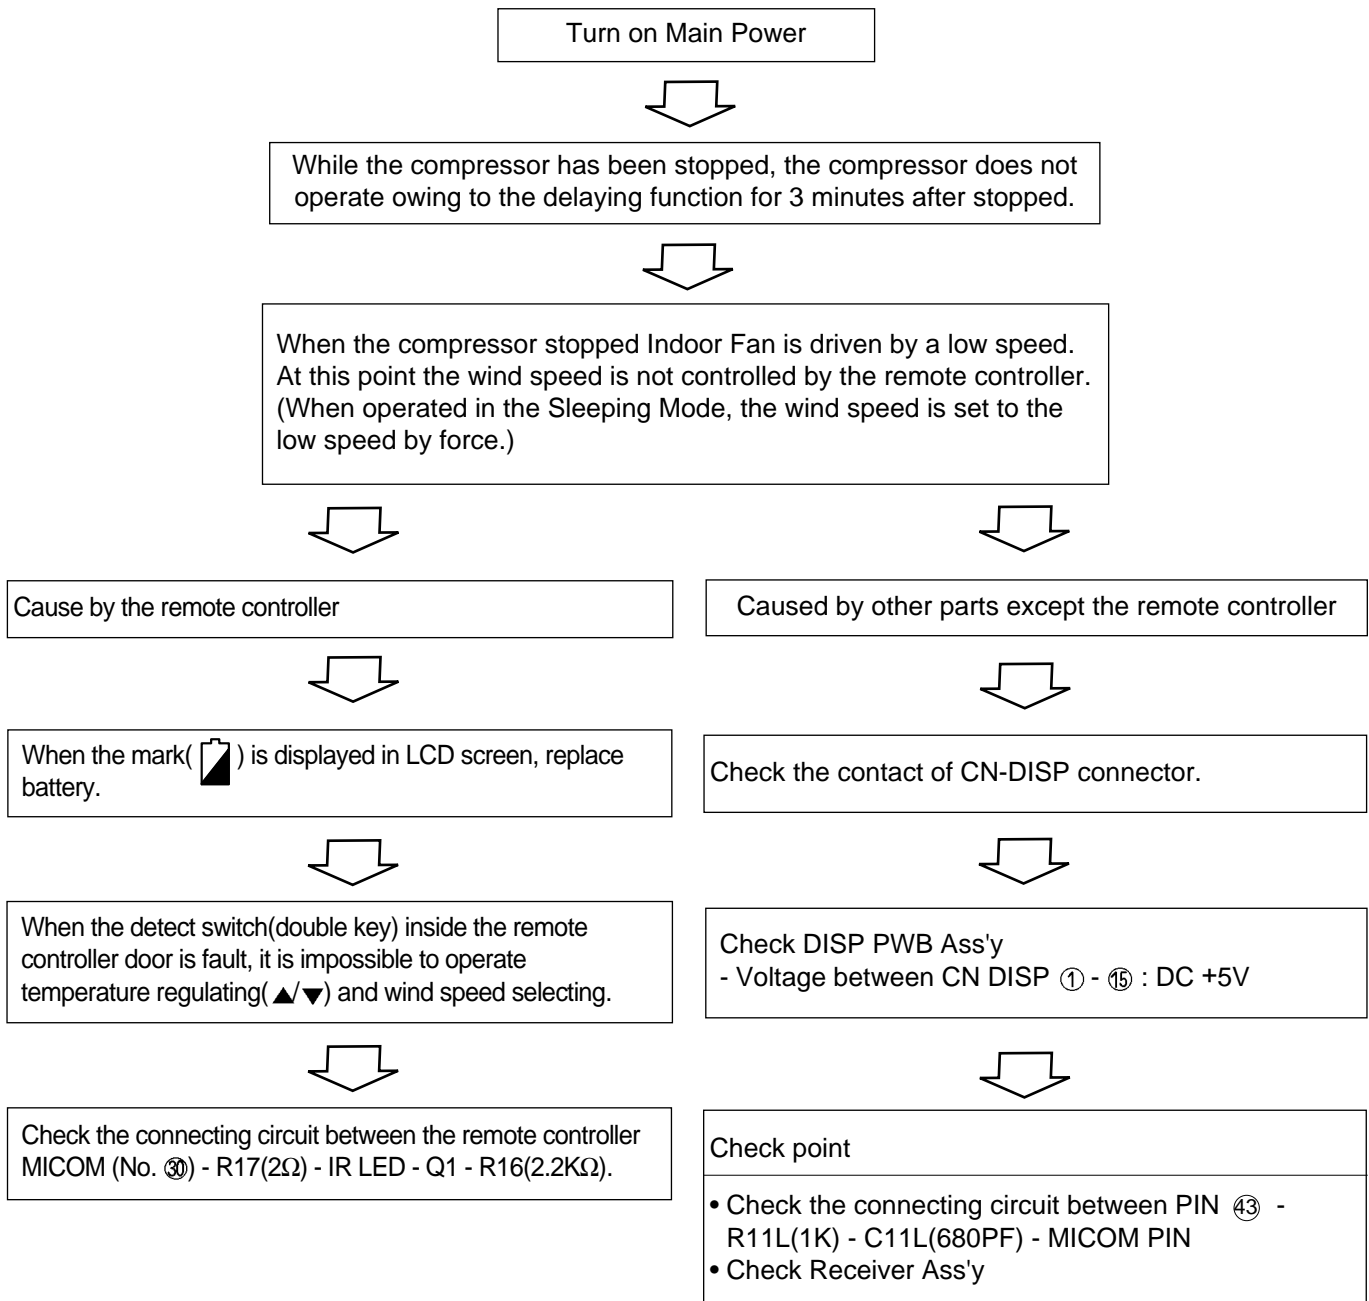 Turn on Main Power
While the compressor has been stopped, the compressor does not
operate owing to the delaying function for 3 minutes after stopped.
When the compressor stopped Indoor Fan is driven by a low speed.
At this point the wind speed is not controlled by the remote controller.
(When operated in the Sleeping Mode, the wind speed is set to the
low speed by force.)
Cause by the remote controller
When the mark( ) is displayed in LCD screen, replace
battery.
When the detect switch(double key) inside the remote
controller door is fault, it is impossible to operate
temperature regulating(▲/▼) and wind speed selecting.
Check the connecting circuit between the remote controller
MICOM (No. ㉚) - R17(2Ω) - IR LED - Q1 - R16(2.2KΩ).
Caused by other parts except the remote controller
Check the contact of CN-DISP connector.
Check DISP PWB Ass'y
- Voltage between CN DISP ① - ⑮ : DC +5V
Check point
• Check the connecting circuit between PIN ㊸ -
R11L(1K) - C11L(680PF) - MICOM PIN
• Check Receiver Ass'y